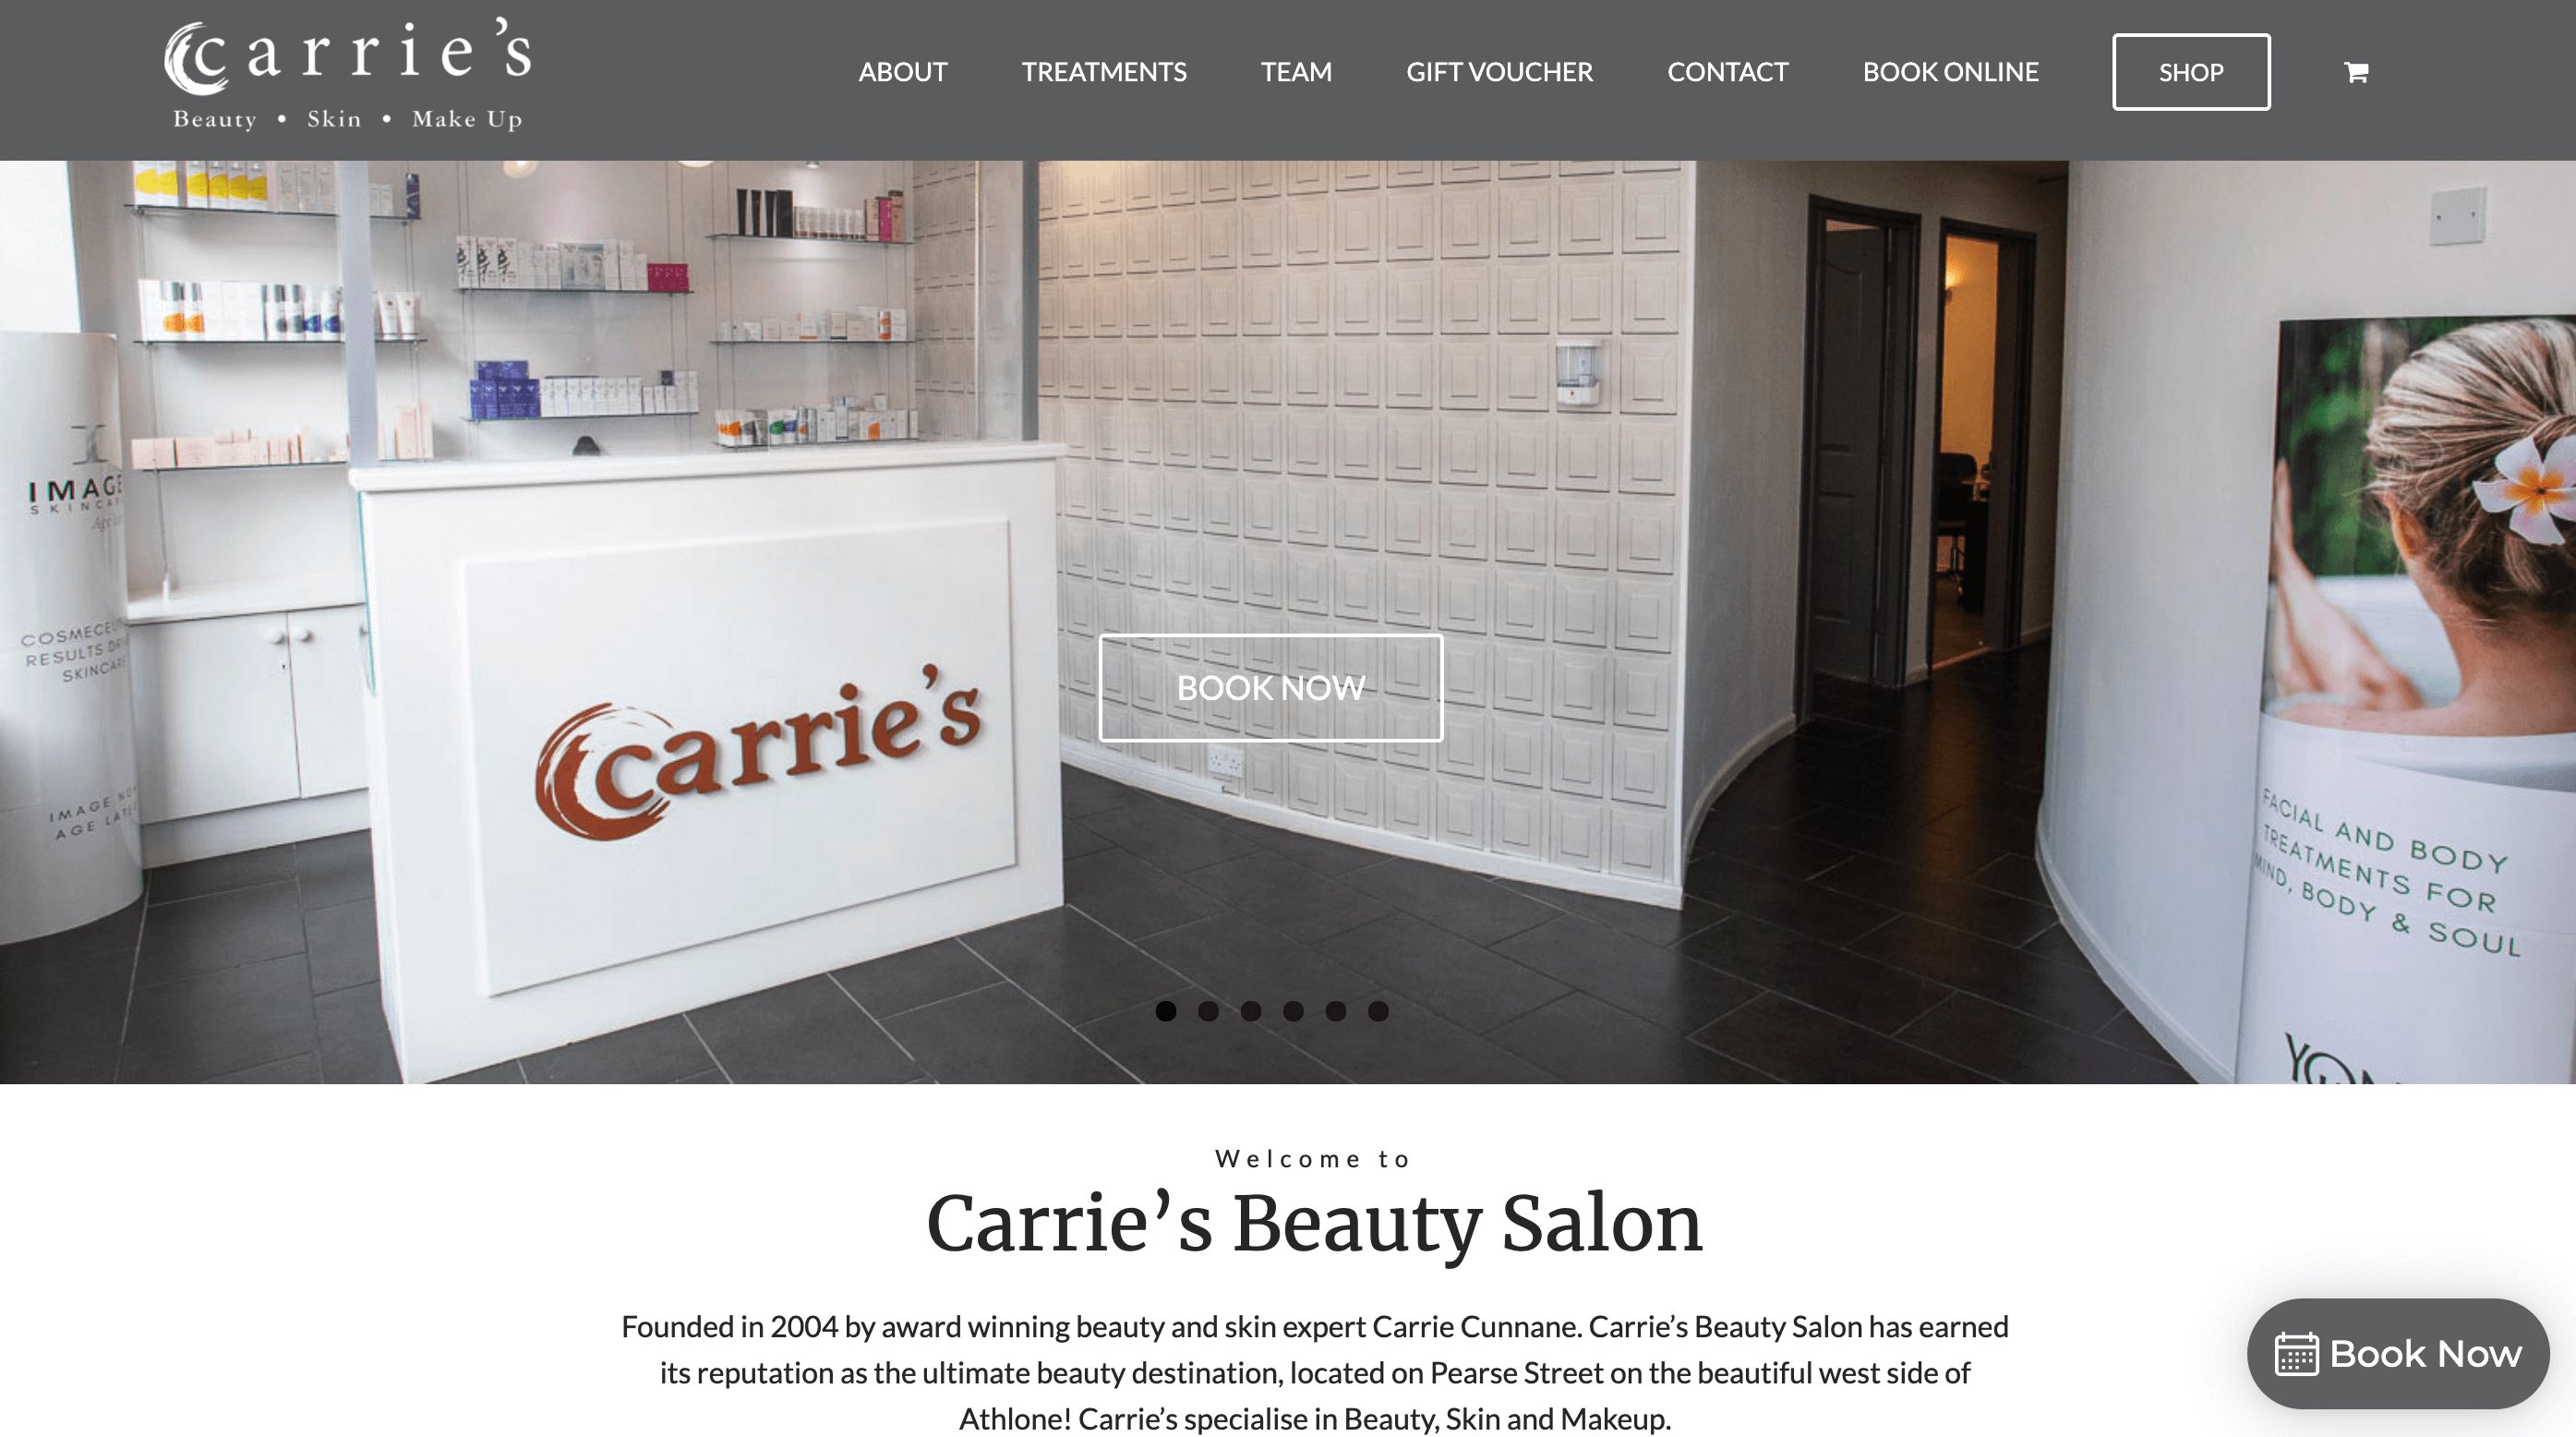 carrie's
Beauty • Skin • Make Up
ABOUT TREATMENTS TEAM GIFT VOUCHER CONTACT BOOK ONLINE SHOP
IMAGE
COSMECE
RESULTS
SKINCARE
IMAGE
AGE
carrie's
BOOK NOW
FACIAL AND BODY
TREATMENTS FOR
MIND, BODY & SOUL
Welcome to
Carrie’s Beauty Salon
Founded in 2004 by award winning beauty and skin expert Carrie Cunnane. Carrie’s Beauty Salon has earned
its reputation as the ultimate beauty destination, located on Pearse Street on the beautiful west side of
Athlone! Carrie’s specialise in Beauty, Skin and Makeup.
Book Now